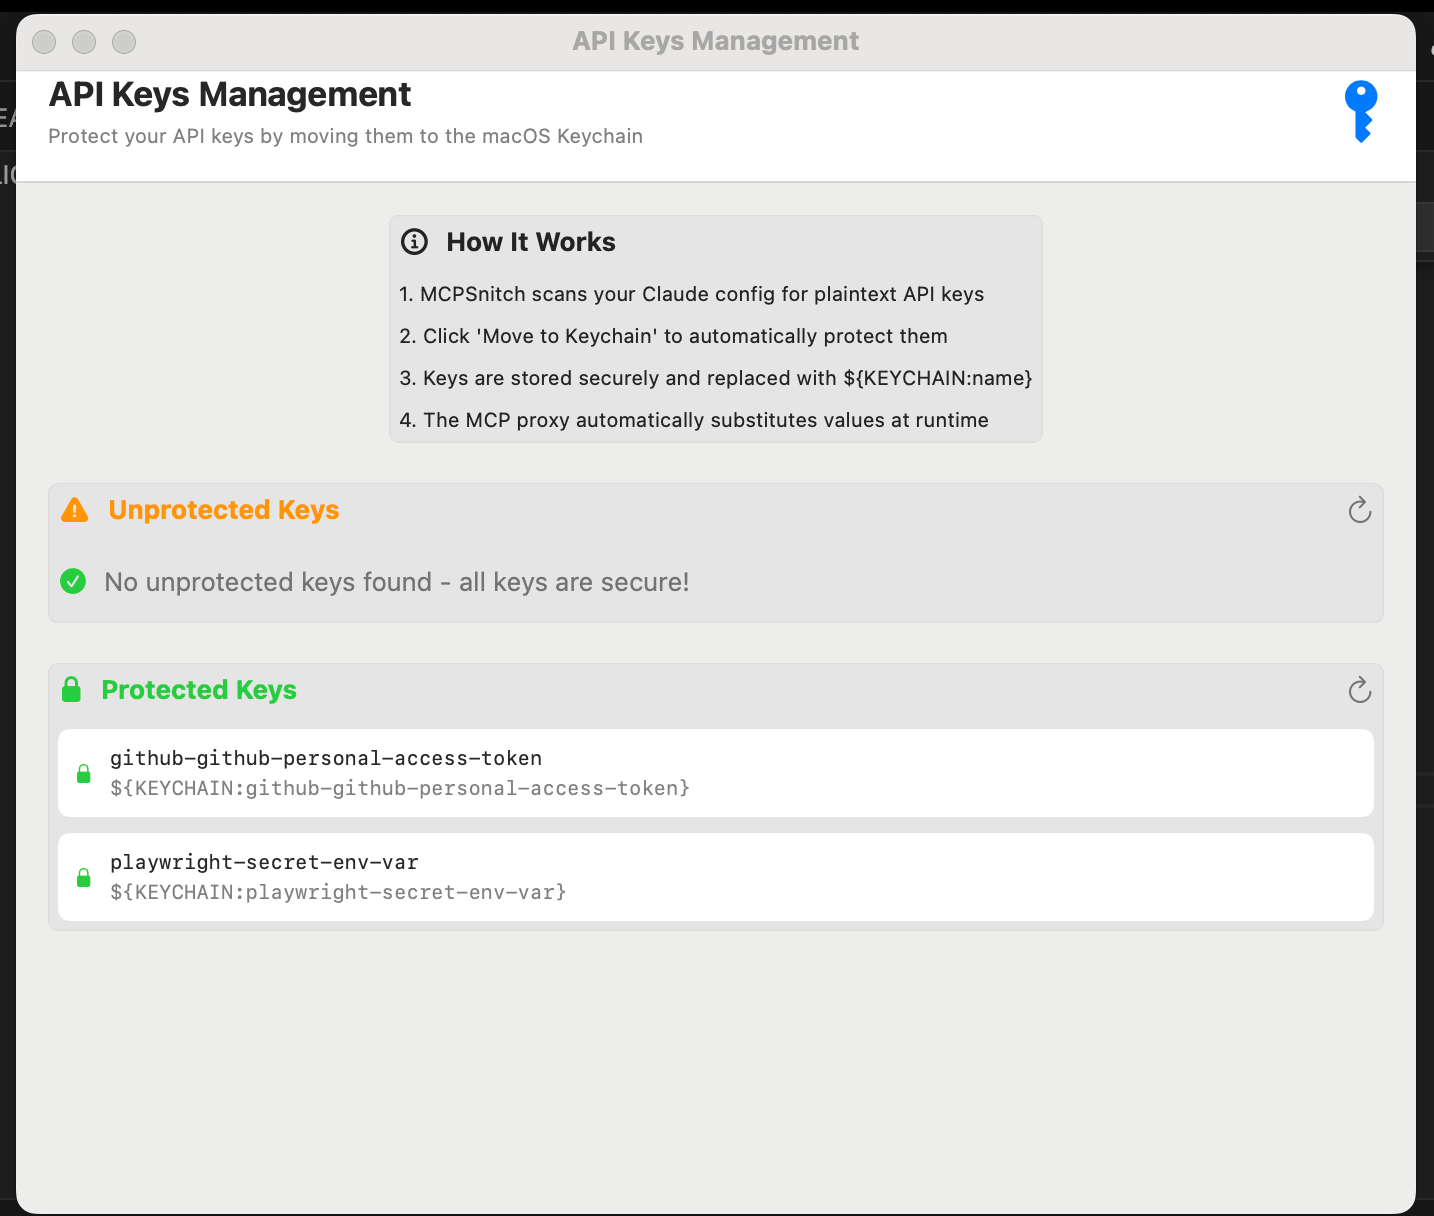 API Keys Management
API Keys Management
Protect your API keys by moving them to the macOS Keychain
How It Works
1. MCPSnitch scans your Claude config for plaintext API keys
2. Click 'Move to Keychain' to automatically protect them
3. Keys are stored securely and replaced with ${KEYCHAIN:name}
4. The MCP proxy automatically substitutes values at runtime
Unprotected Keys
No unprotected keys found - all keys are secure!
Protected Keys
github-github-personal-access-token
${KEYCHAIN:github-github-personal-access-token}
playwright-secret-env-var
${KEYCHAIN:playwright-secret-env-var}